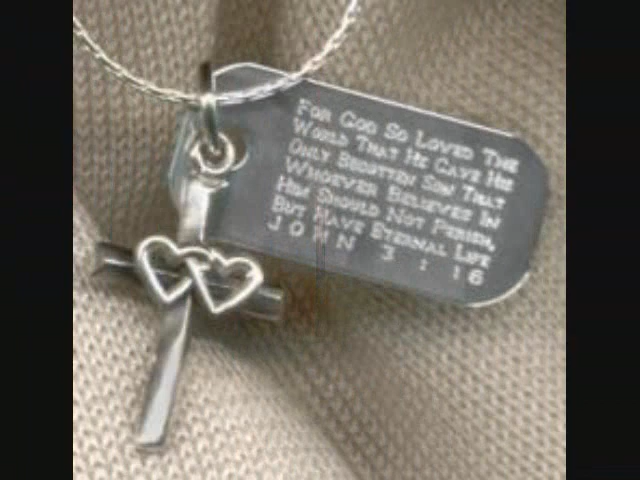 For God So Loved The
World That He Gave His
Only Begotten Son That
Whoever Believes In
Him Should Not Perish,
But Have Eternal Life
JOHN 3:16